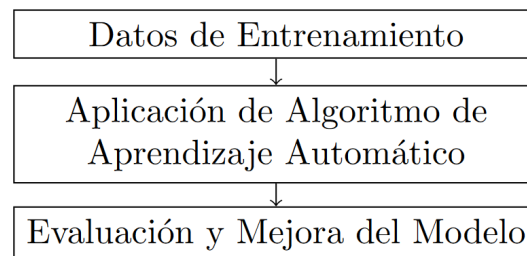 Datos de Entrenamiento
Aplicación de Algoritmo de
Aprendizaje Automático
Evaluación y Mejora del Modelo